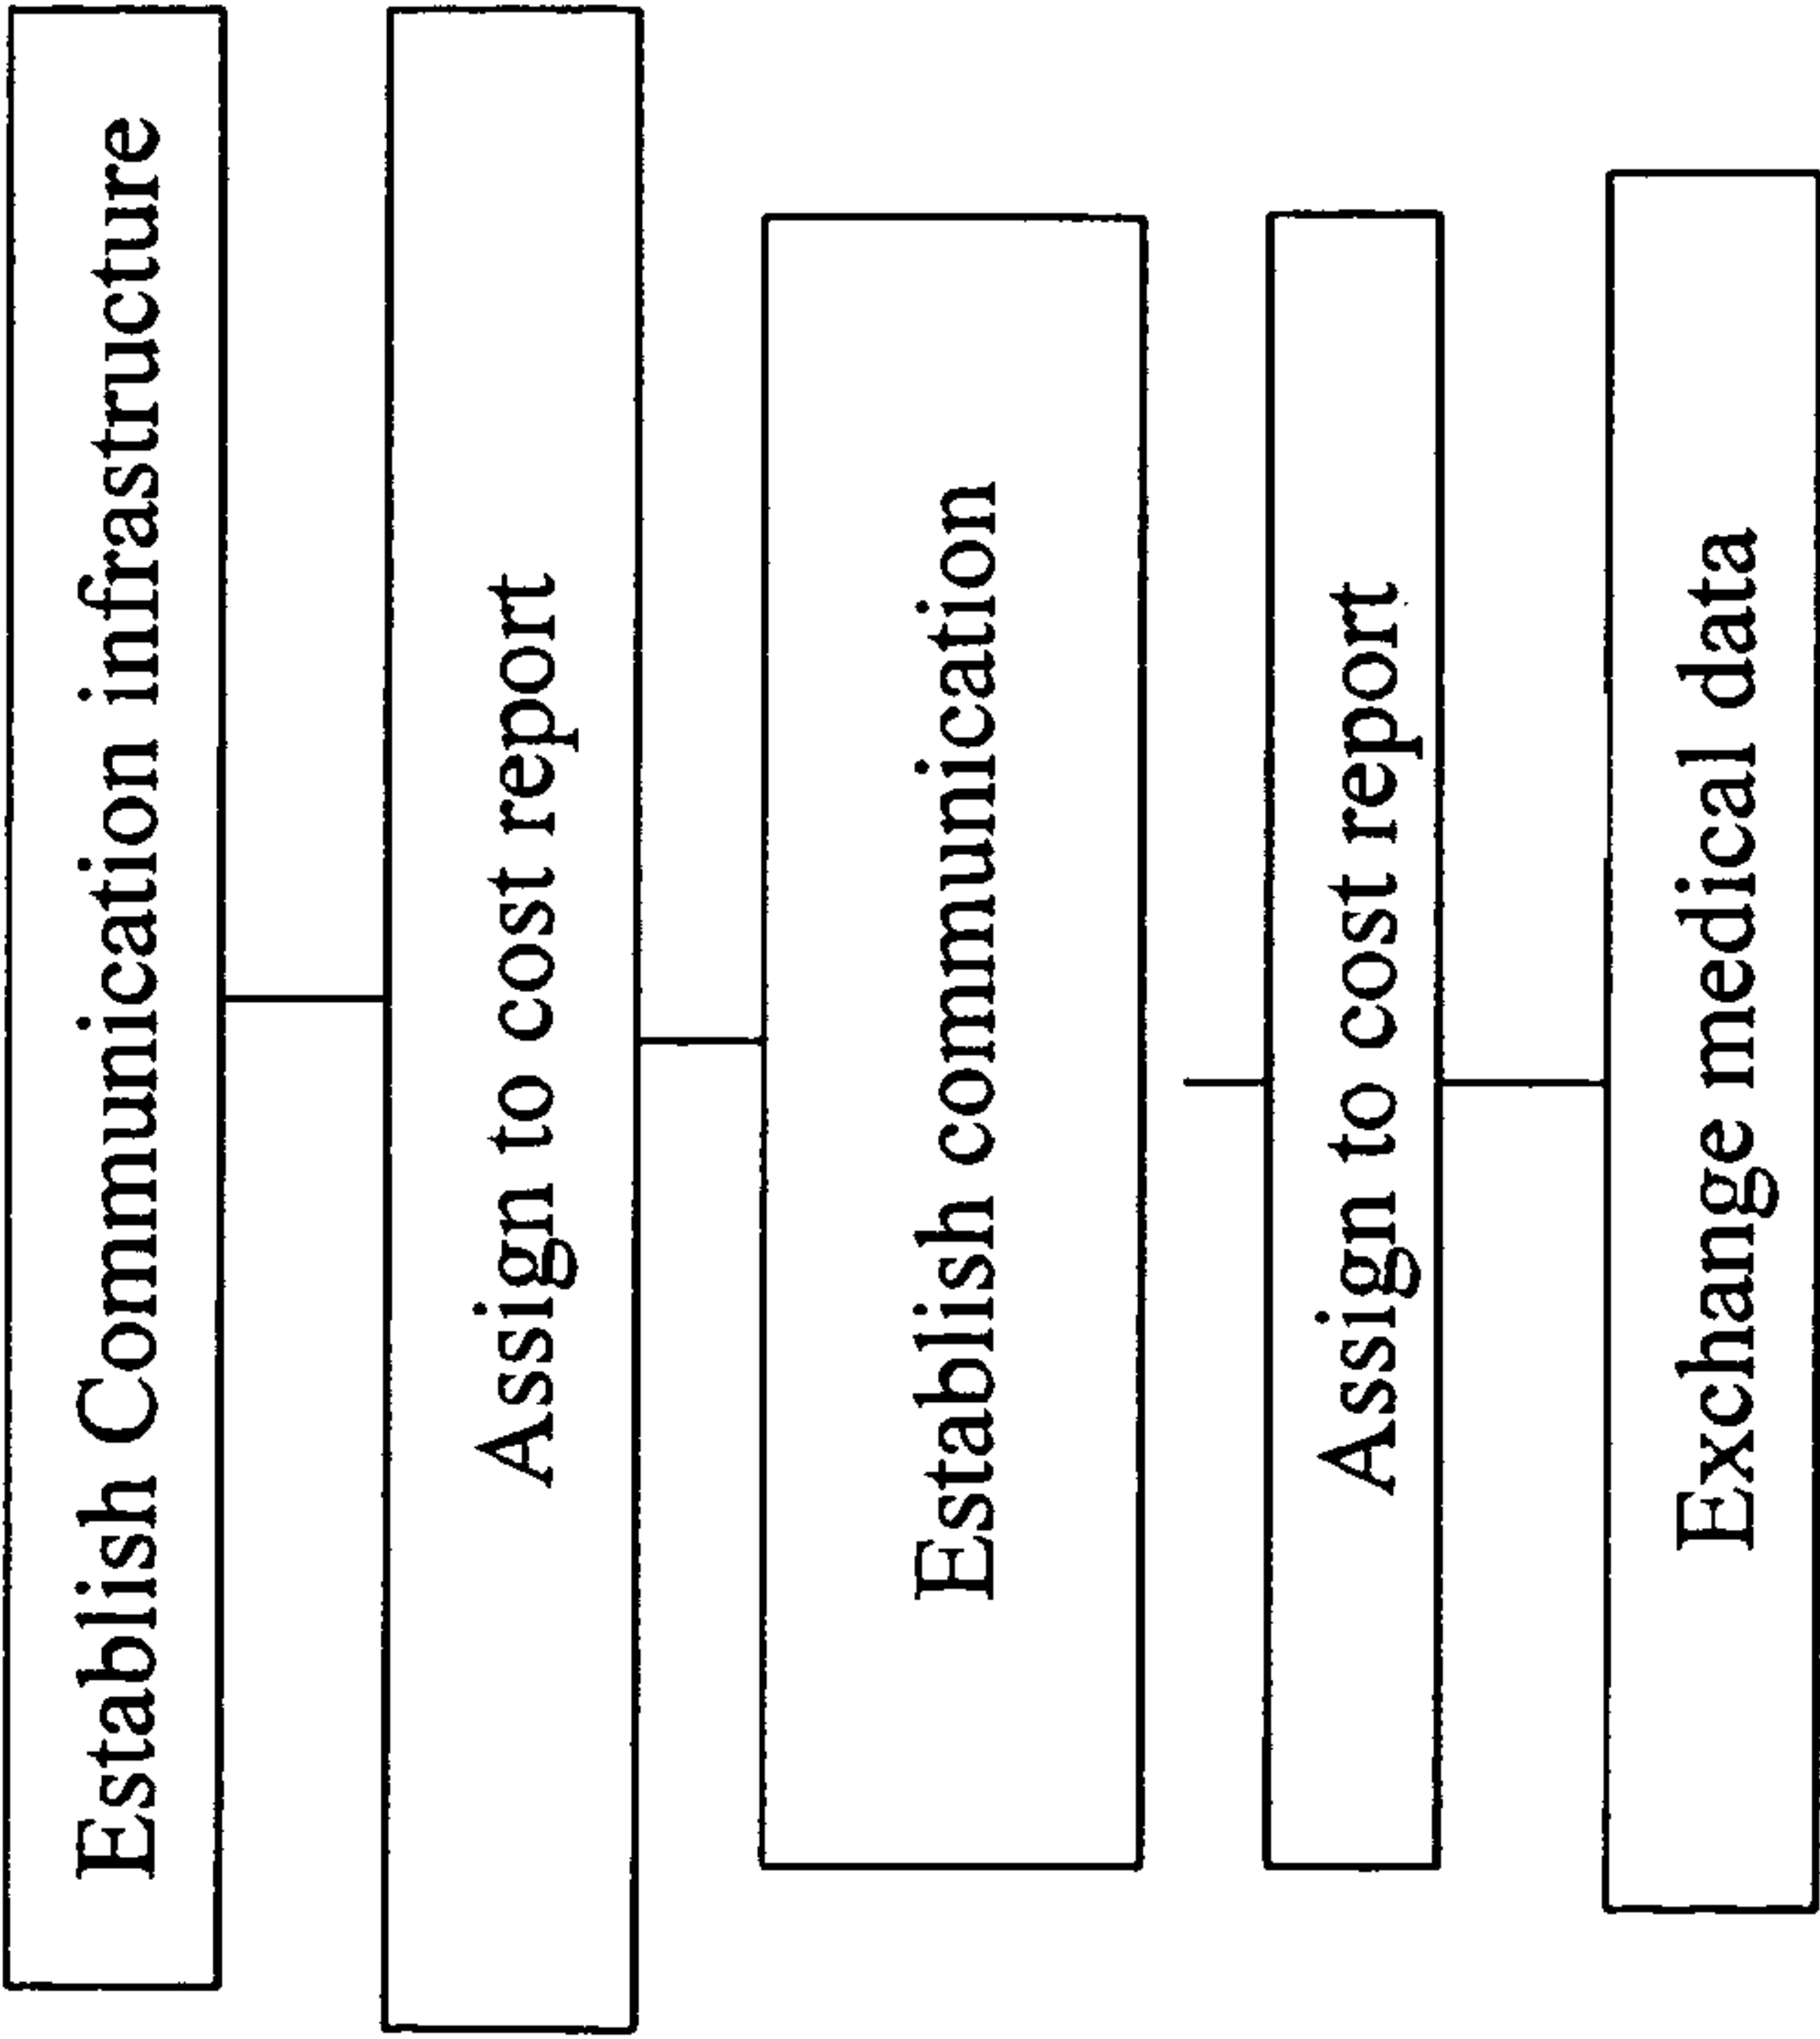 Establish Communication infrastructure
Assign to cost report
Establish communication
Assign to cost report
Exchange medical data